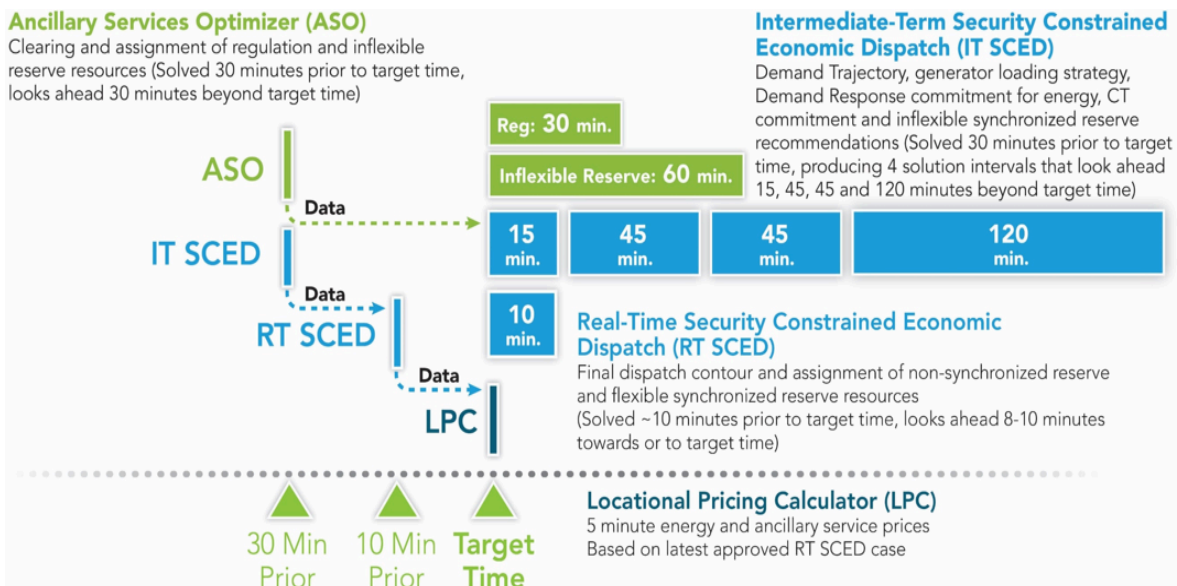 Ancillary Services Optimizer (ASO)
Clearing and assignment of regulation and inflexible
reserve resources (Solved 30 minutes prior to target time,
looks ahead 30 minutes beyond target time)
Intermediate-Term Security Constrained
Economic Dispatch (IT SCED)
Demand Trajectory, generator loading strategy,
Demand Response commitment for energy, CT
commitment and inflexible synchronized reserve
recommendations (Solved 30 minutes prior to target
time, producing 4 solution intervals that look ahead
15, 45, 45 and 120 minutes beyond target time)
Reg: 30 min.
ASO
Inflexible Reserve: 60 min.
Data
IT SCED
15
min.
45
min.
45
min.
120
min.
Data
RT SCED
10
min.
Real-Time Security Constrained Economic
Dispatch (RT SCED)
Final dispatch contour and assignment of non-synchronized reserve
and flexible synchronized reserve resources
(Solved ~10 minutes prior to target time, looks ahead 8-10 minutes
towards or to target time)
Data
LPC
Locational Pricing Calculator (LPC)
5 minute energy and ancillary service prices
Based on latest approved RT SCED case
30 Min
Prior
10 Min
Prior
Target
Time